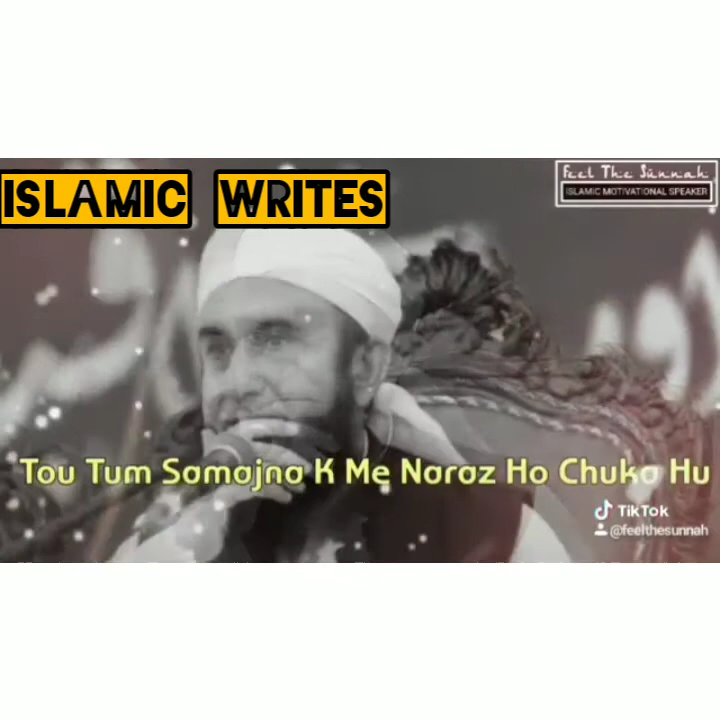 Feel The Sunnah
ISLAMIC MOTIVATIONAL SPEAKER
ISLAMIC WRITES
Tou Tum Samajna K Me Naraz Ho Chuka Hu
TikTok
@feelthesunnah